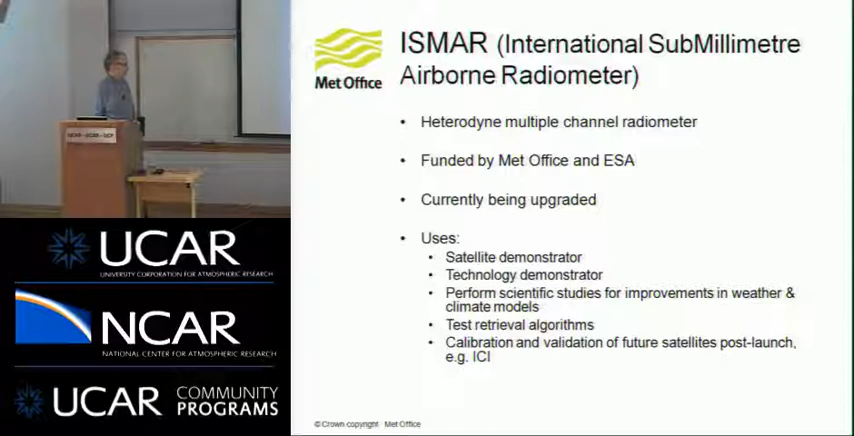 UCAR - NCAR - UCP
UCAR
UNIVERSITY CORPORATION FOR ATMOSPHERIC RESEARCH
NCAR
NATIONAL CENTER FOR ATMOSPHERIC RESEARCH
UCAR COMMUNITY
PROGRAMS
Met Office
ISMAR (International SubMillimetre
Airborne Radiometer)
• Heterodyne multiple channel radiometer
• Funded by Met Office and ESA
• Currently being upgraded
• Uses:
• Satellite demonstrator
• Technology demonstrator
• Perform scientific studies for improvements in weather &
climate models
• Test retrieval algorithms
• Calibration and validation of future satellites post-launch,
e.g. ICI
© Crown copyright Met Office